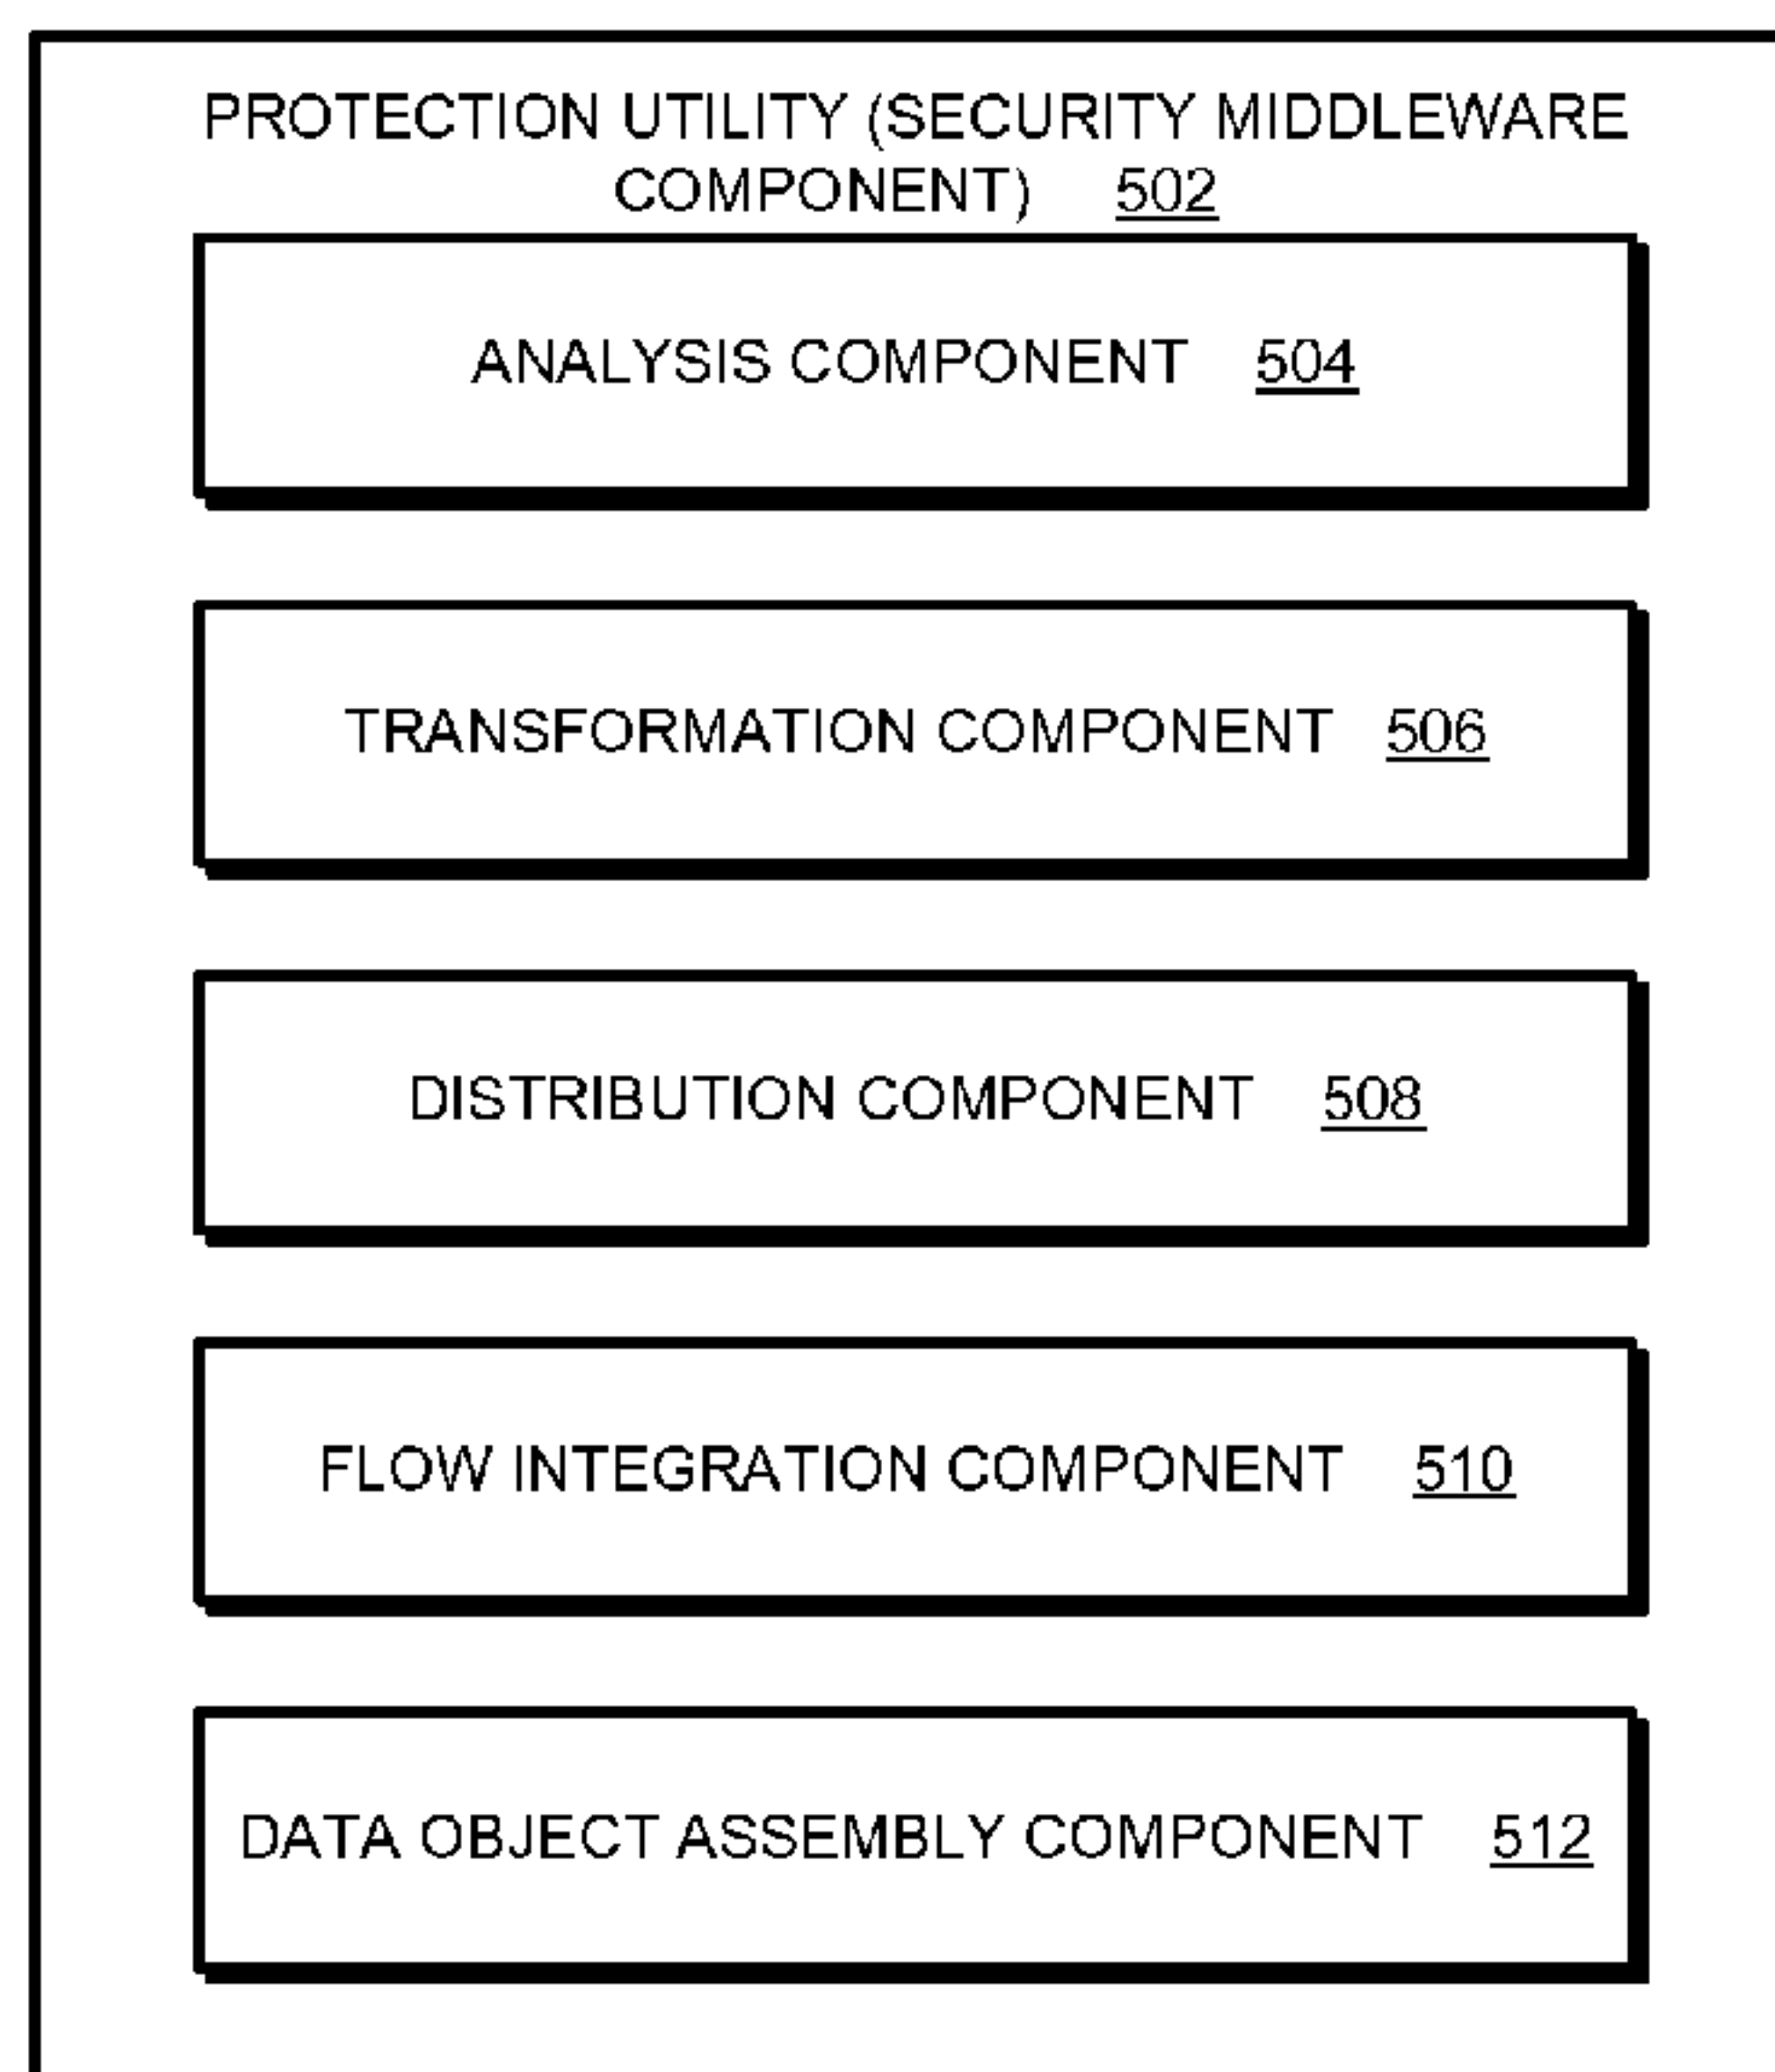 PROTECTION UTILITY (SECURITY MIDDLEWARE
COMPONENT) 502
ANALYSIS COMPONENT 504
TRANSFORMATION COMPONENT 506
DISTRIBUTION COMPONENT 508
FLOW INTEGRATION COMPONENT 510
DATA OBJECT ASSEMBLY COMPONENT 512